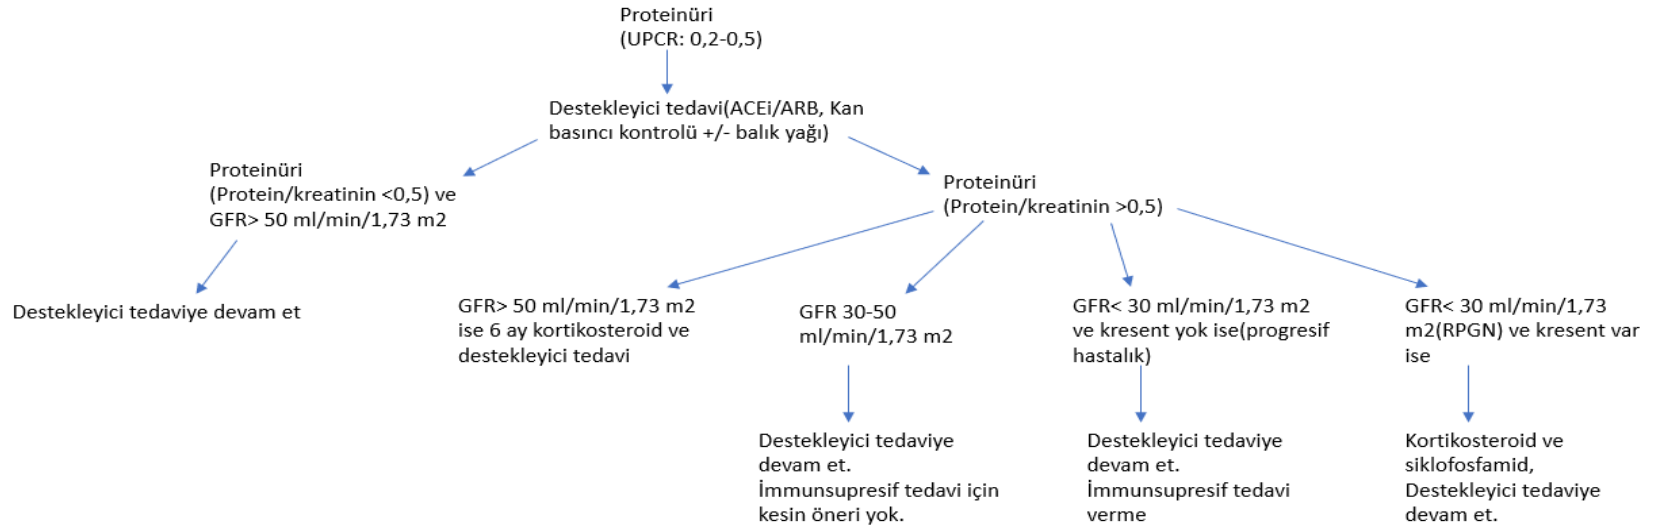 Proteinüri
(UPCR: 0,2-0,5)
Destekleyici tedavi(ACEi/ARB, Kan
basıncı kontrolü +/- balık yağı)
Proteinüri
(Protein/kreatinin <0,5) ve
GFR> 50 ml/min/1,73 m2
Proteinüri
(Protein/kreatinin >0,5)
Destekleyici tedaviye devam et
GFR> 50 ml/min/1,73 m2
ise 6 ay kortikosteroid ve
destekleyici tedavi
GFR 30-50
ml/min/1,73 m2
GFR< 30 ml/min/1,73 m2
ve kresent yok ise(progresif
hastalık)
GFR< 30 ml/min/1,73
m2(RPGN) ve kresent var
ise
Destekleyici tedaviye
devam et.
İmmunsupresif tedavi için
kesin öneri yok.
Destekleyici tedaviye
devam et.
İmmunsupresif tedavi
verme
Kortikosteroid ve
siklofosfamid,
Destekleyici tedaviye
devam et.